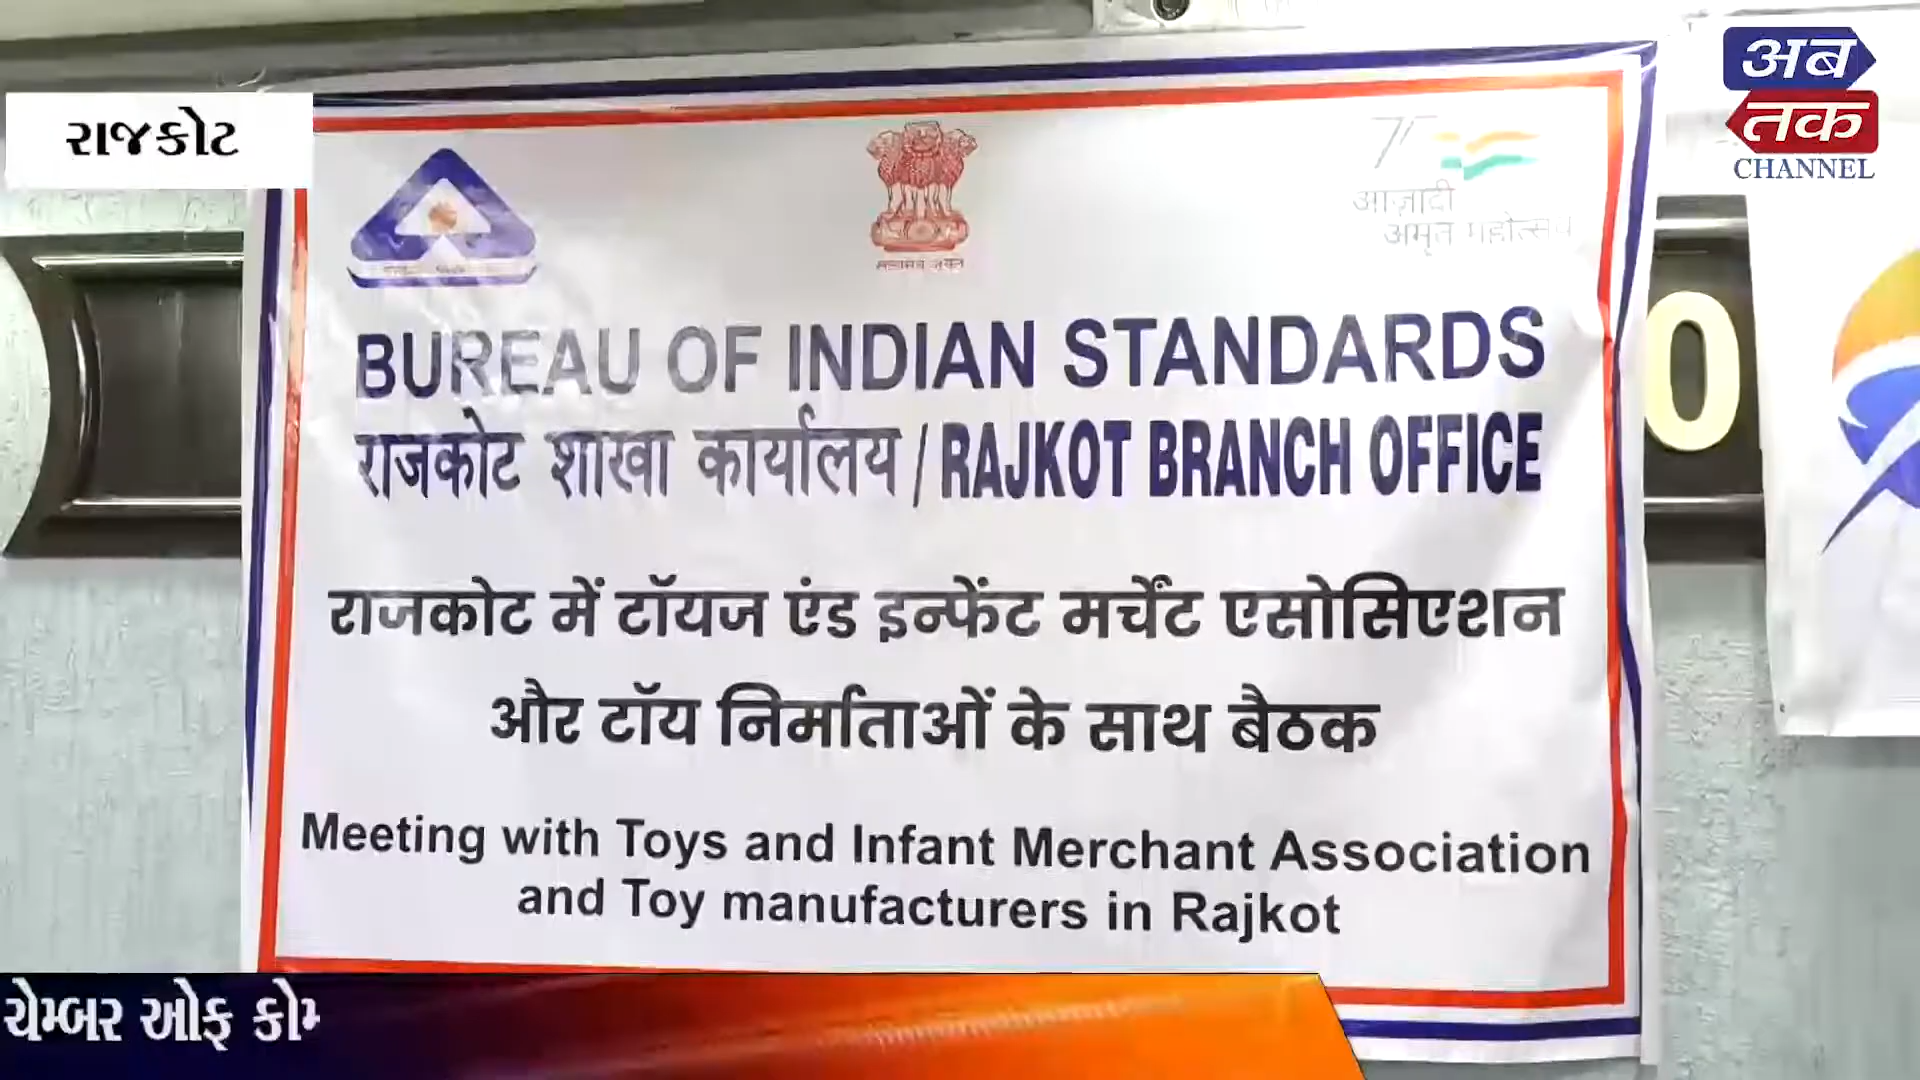 રાજકોટ
अब
तक
CHANNEL
आज़ादी
अमृत महोत्सव
BUREAU OF INDIAN STANDARDS
राजकोट शाखा कार्यालय / RAJKOT BRANCH OFFICE
राजकोट में टॉयज एंड इन्फेंट मर्चेंट एसोसिएशन
और टॉय निर्माताओं के साथ बैठक
Meeting with Toys and Infant Merchant Association
and Toy manufacturers in Rajkot
0
ચેમ્બર ઓફ કોમ